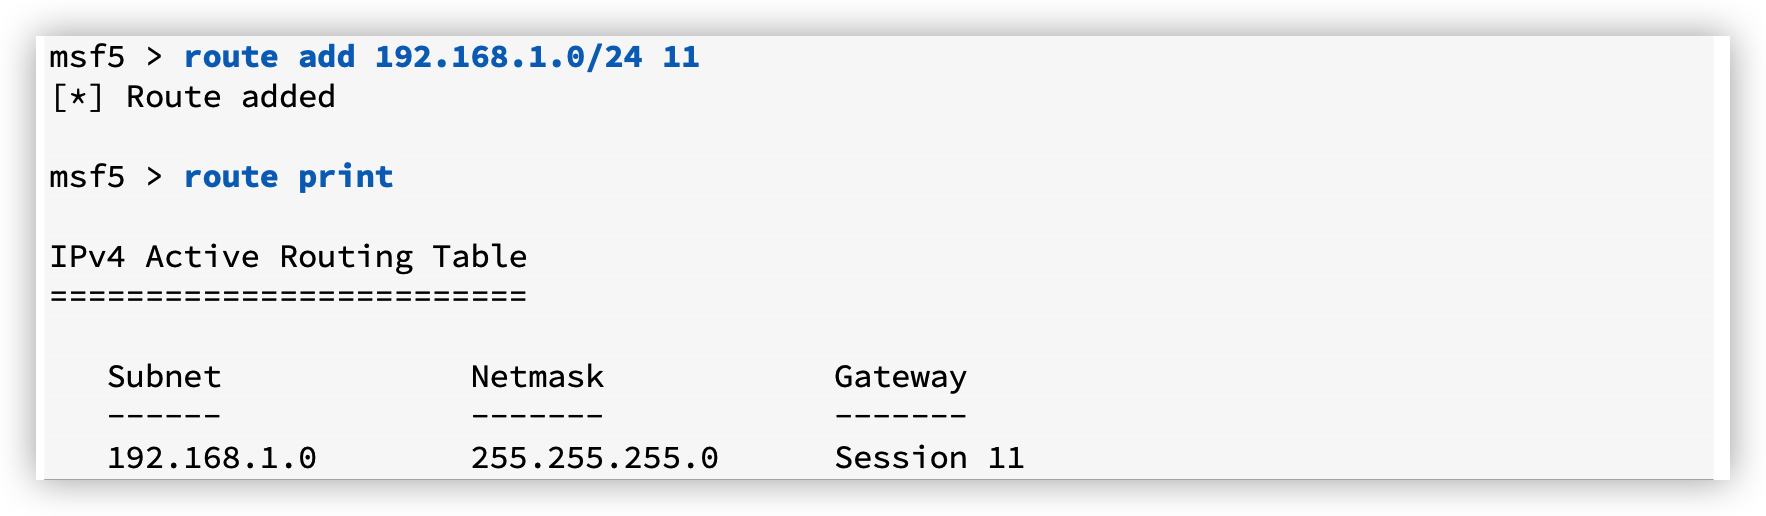 msf5 > route add 192.168.1.0/24 11
[*] Route added
msf5 > route print
IPv4 Active Routing Table
=========================
Subnet Netmask Gateway
------ ------- -------
192.168.1.0 255.255.255.0 Session 11